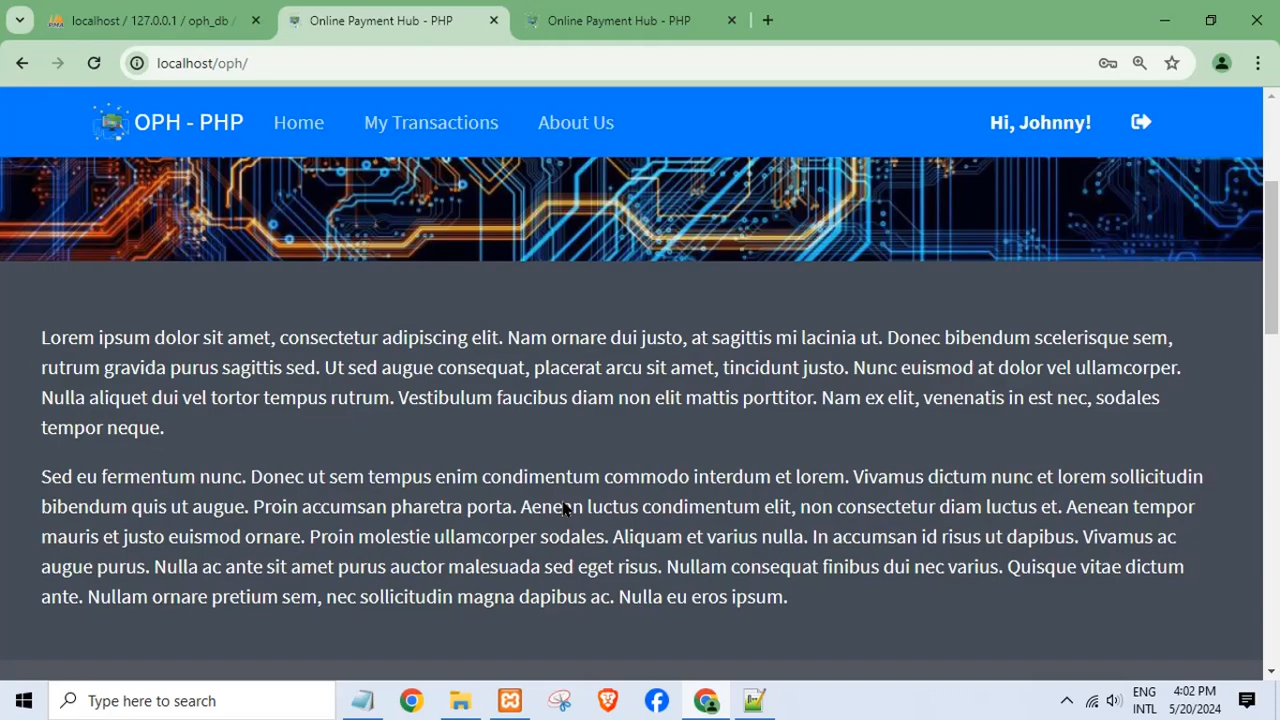 localhost / 127.0.0.1 / oph_db /
Online Payment Hub - PHP
Online Payment Hub - PHP
localhost/oph/
OPH - PHP
Home
My Transactions
About Us
Hi, Johnny!
Lorem ipsum dolor sit amet, consectetur adipiscing elit. Nam ornare dui justo, at sagittis mi lacinia ut. Donec bibendum scelerisque sem,
rutrum gravida purus sagittis sed. Ut sed augue consequat, placerat arcu sit amet, tincidunt justo. Nunc euismod at dolor vel ullamcorper.
Nulla aliquet dui vel tortor tempus rutrum. Vestibulum faucibus diam non elit mattis porttitor. Nam ex elit, venenatis in est nec, sodales
tempor neque.
Sed eu fermentum nunc. Donec ut sem tempus enim condimentum commodo interdum et lorem. Vivamus dictum nunc et lorem sollicitudin
bibendum quis ut augue. Proin accumsan pharetra porta. Aenean luctus condimentum elit, non consectetur diam luctus et. Aenean tempor
mauris et justo euismod ornare. Proin molestie ullamcorper sodales. Aliquam et varius nulla. In accumsan id risus ut dapibus. Vivamus ac
augue purus. Nulla ac ante sit amet purus auctor malesuada sed eget risus. Nullam consequat finibus dui nec varius. Quisque vitae dictum
ante. Nullam ornare pretium sem, nec sollicitudin magna dapibus ac. Nulla eu eros ipsum.
Type here to search
ENG
INTL
4:02 PM
5/20/2024